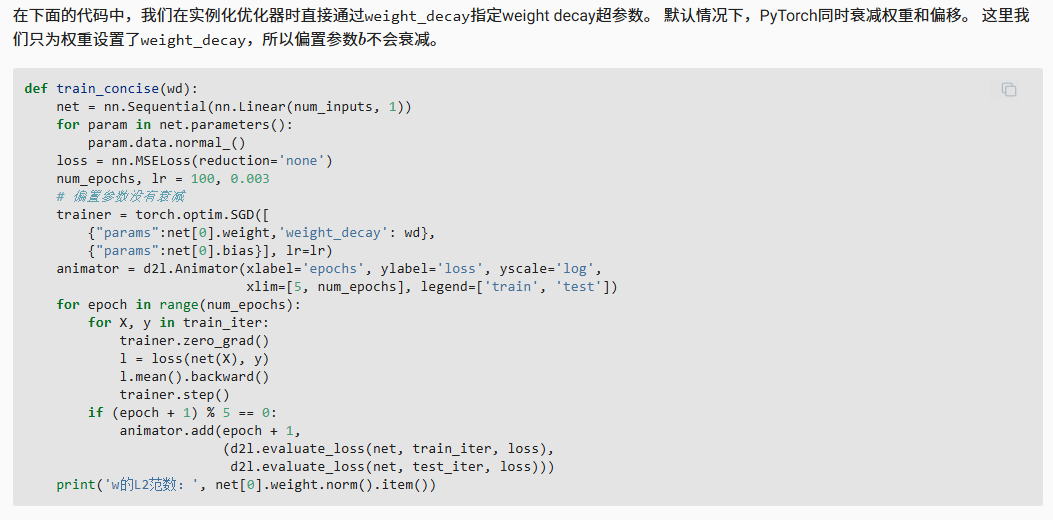 在下面的代码中，我们在实例化优化器时直接通过weight_decay指定weight decay超参数。 默认情况下，PyTorch同时衰减权重和偏移。 这里我
们只为权重设置了weight_decay，所以偏置参数b不会衰减。
def train_concise(wd):
    net = nn.Sequential(nn.Linear(num_inputs, 1))
    for param in net.parameters():
        param.data.normal_()
    loss = nn.MSELoss(reduction='none')
    num_epochs, lr = 100, 0.003
    # 偏置参数没有衰减
    trainer = torch.optim.SGD([
        {"params":net[0].weight,'weight_decay': wd},
        {"params":net[0].bias}], lr=lr)
    animator = d2l.Animator(xlabel='epochs', ylabel='loss', yscale='log',
                            xlim=[5, num_epochs], legend=['train', 'test'])
    for epoch in range(num_epochs):
        for X, y in train_iter:
            trainer.zero_grad()
            l = loss(net(X), y)
            l.mean().backward()
            trainer.step()
        if (epoch + 1) % 5 == 0:
            animator.add(epoch + 1,
                         (d2l.evaluate_loss(net, train_iter, loss),
                          d2l.evaluate_loss(net, test_iter, loss)))
    print('w的L2范数：', net[0].weight.norm().item())